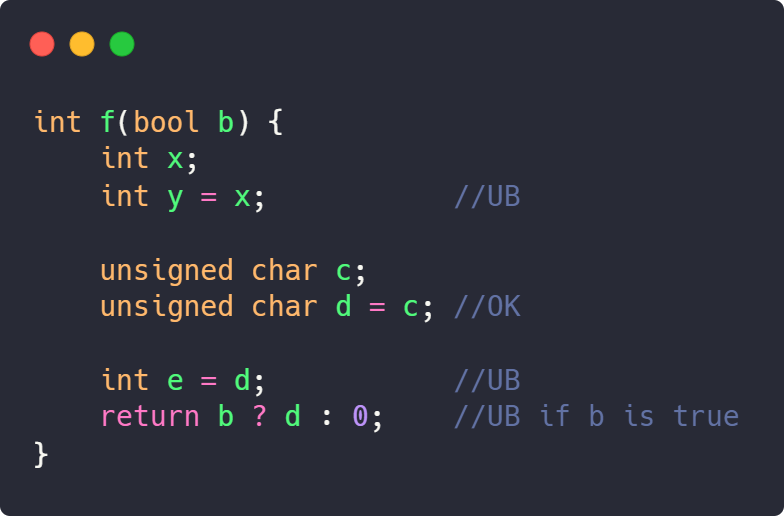 int f(bool b) {
    int x;
    int y = x;           //UB
    unsigned char c;
    unsigned char d = c; //OK
    int e = d;           //UB
    return b ? d : 0;    //UB if b is true
}